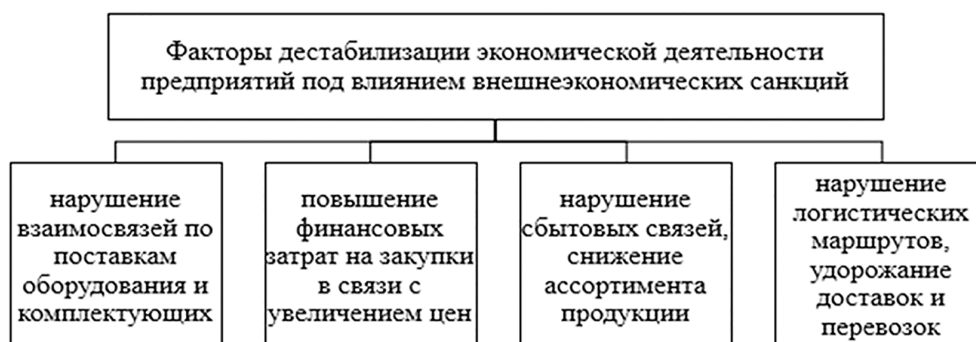 Факторы дестабилизации экономической деятельности
предприятий под влиянием внешнеэкономических санкций
нарушение
взаимосвязей по
поставкам
оборудования и
комплектующих
повышение
финансовых
затрат на закупки
в связи с
увеличением цен
нарушение
сбытовых связей,
снижение
ассортимента
продукции
нарушение
логистических
маршрутов,
удорожание
доставок и
перевозок